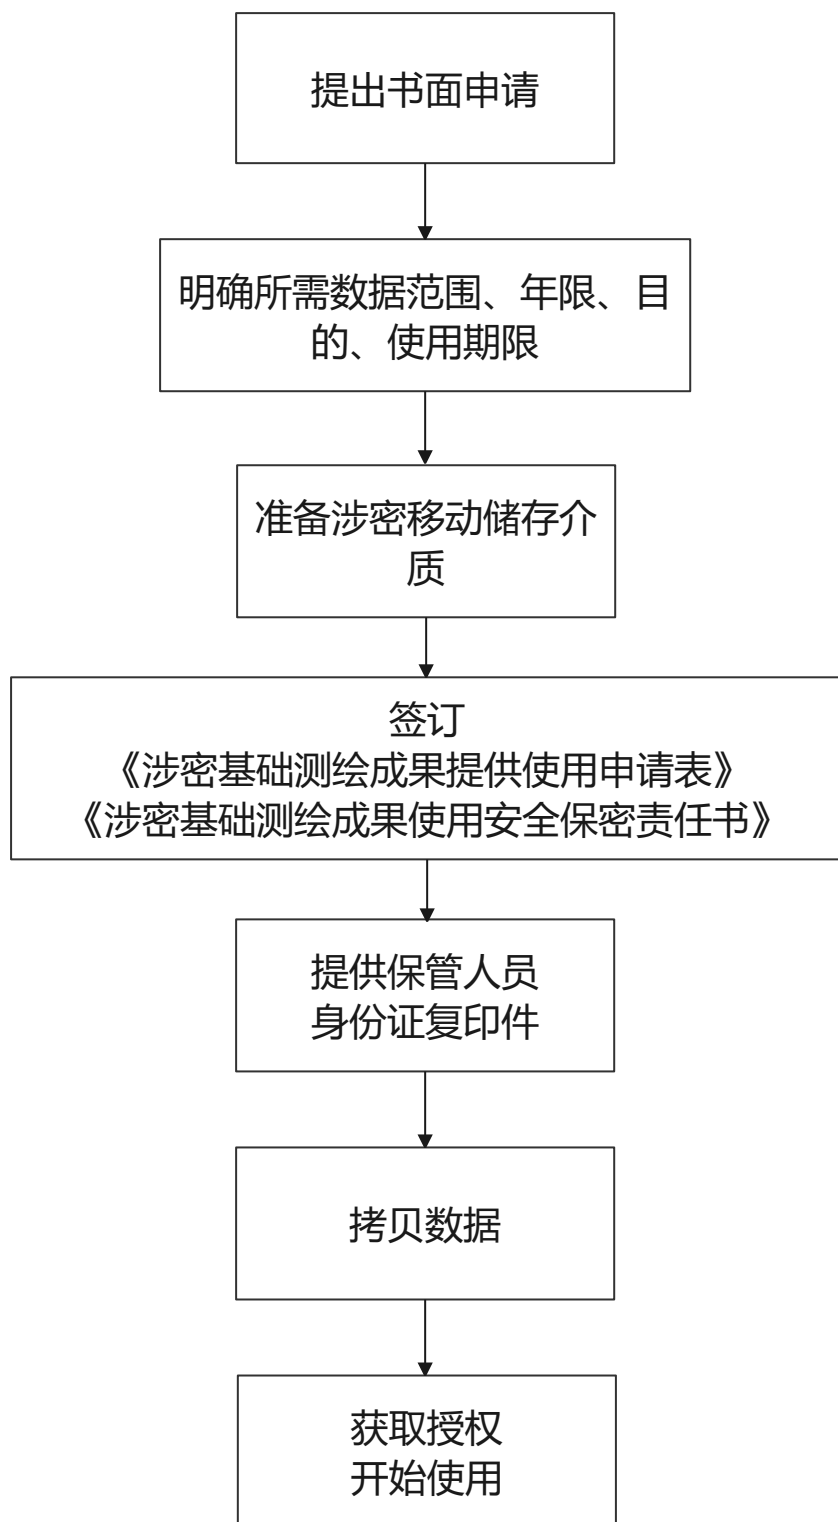 提出书面申请
明确所需数据范围、年限、目
的、使用期限
准备涉密移动储存介
质
签订
《涉密基础测绘成果提供使用申请表》
《涉密基础测绘成果使用安全保密责任书》
提供保管人员
身份证复印件
拷贝数据
获取授权
开始使用